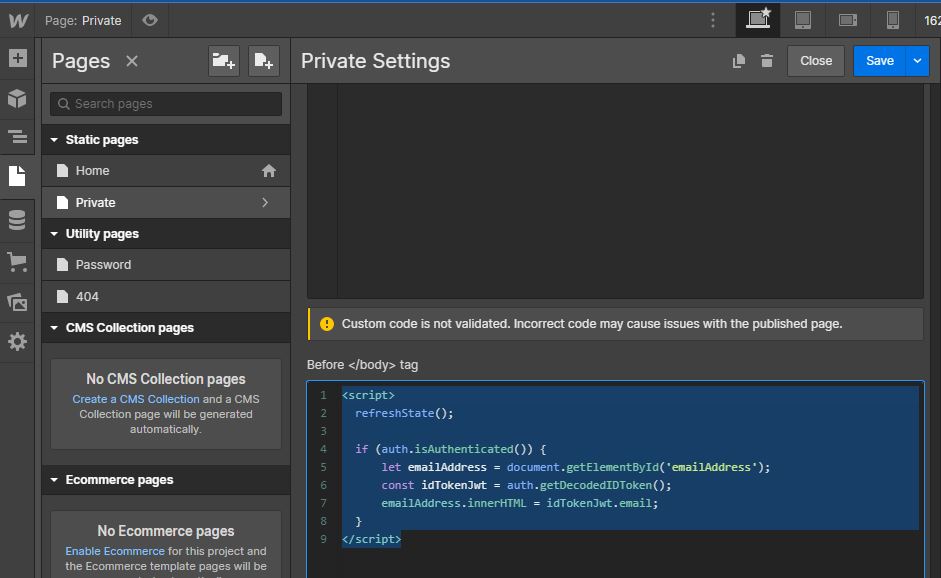 W Page: Private 162
Pages Private Settings Close Save
Search pages
Static pages
Home
Private
Utility pages
Password
404
CMS Collection pages
No CMS Collection pages
Create a CMS Collection and a CMS
Collection page will be generated
automatically.
Ecommerce pages
No Ecommerce pages
Enable Ecommerce for this project and
the Ecommerce template pages will be
Custom code is not validated. Incorrect code may cause issues with the published page.
Before </body> tag
1 <script>
2 refreshState();
3
4 if (auth.isAuthenticated()) {
5 let emailAddress = document.getElementById('emailAddress');
6 const idTokenJwt = auth.getDecodedIDToken();
7 emailAddress.innerHTML = idTokenJwt.email;
8 }
9 </script>